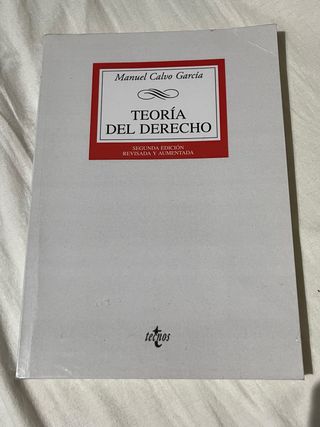 Manuel Calvo García
TEORÍA
DEL DERECHO
SEGUNDA EDICIÓN
REVISADA Y AUMENTADA
tecnos